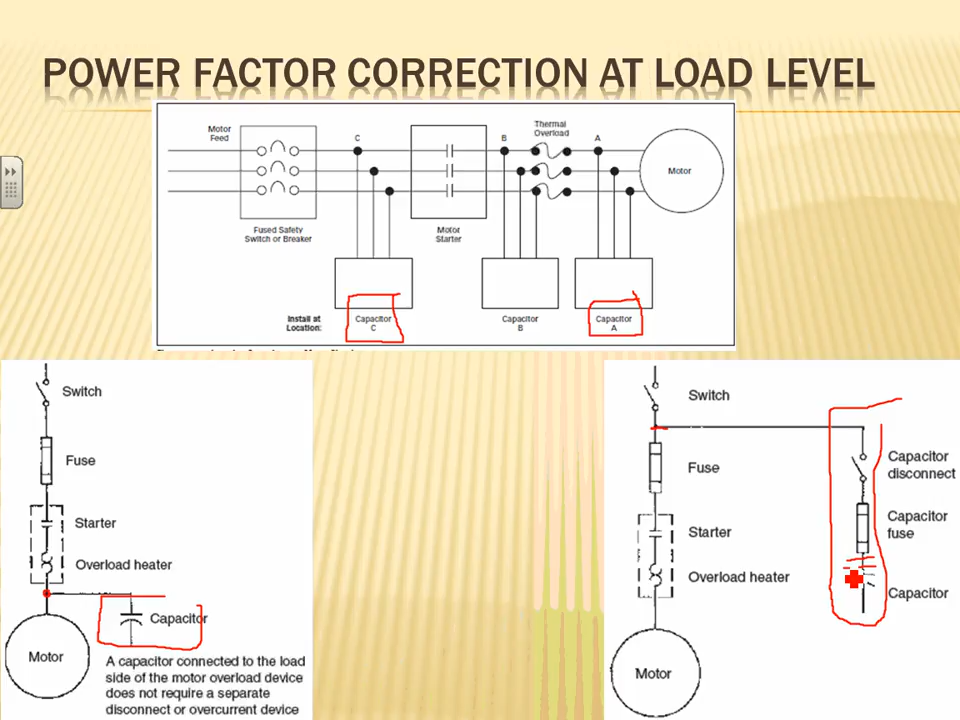 POWER FACTOR CORRECTION AT LOAD LEVEL
Motor
Feed
C
B
Thermal
Overload
A
Motor
Fused Safety
Switch or Breaker
Motor
Starter
Install at
Location:
Capacitor
C
Capacitor
B
Capacitor
A
Switch
Fuse
Starter
Overload heater
Capacitor
Motor
A capacitor connected to the load
side of the motor overload device
does not require a separate
disconnect or overcurrent device
Switch
Fuse
Starter
Overload heater
Motor
Capacitor
disconnect
Capacitor
fuse
Capacitor